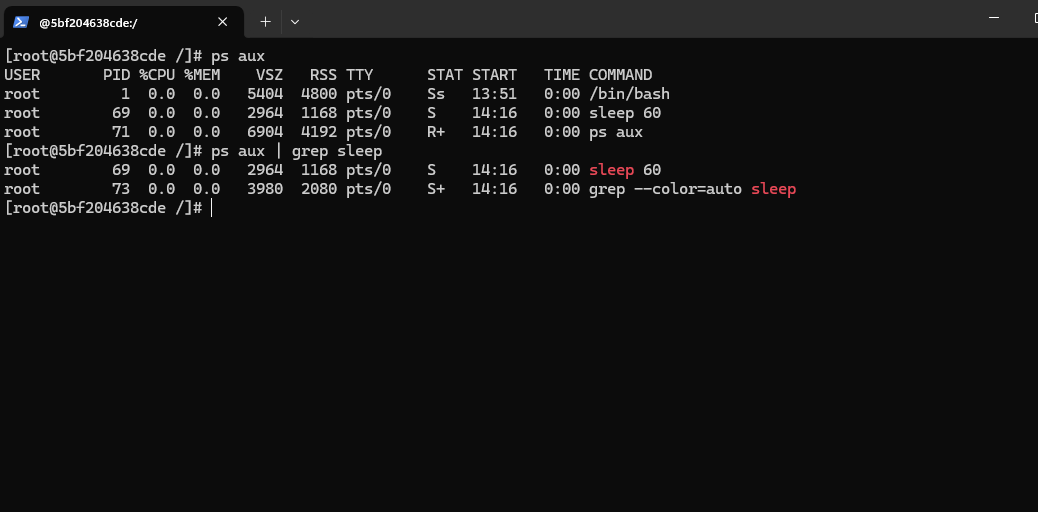 @5bf204638cde:/
[root@5bf204638cde /]# ps aux
USER       PID %CPU %MEM    VSZ   RSS TTY      STAT START   TIME COMMAND
root         1  0.0  0.0   5404  4800 pts/0    Ss   13:51   0:00 /bin/bash
root        69  0.0  0.0   2964  1168 pts/0    S    14:16   0:00 sleep 60
root        71  0.0  0.0   6904  4192 pts/0    R+   14:16   0:00 ps aux
[root@5bf204638cde /]# ps aux | grep sleep
root        69  0.0  0.0   2964  1168 pts/0    S    14:16   0:00 sleep 60
root        73  0.0  0.0   3980  2080 pts/0    S+   14:16   0:00 grep --color=auto sleep
[root@5bf204638cde /]#